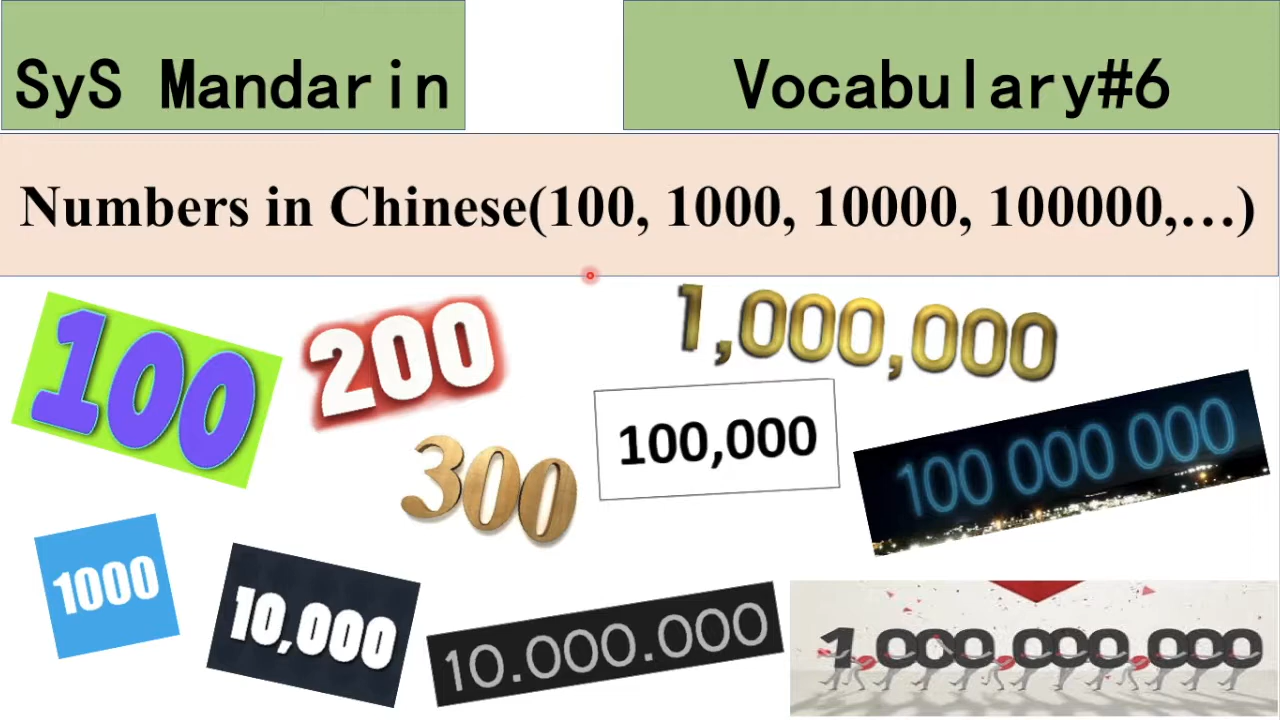 SyS Mandarin
Vocabulary#6
Numbers in Chinese(100, 1000, 10000, 100000,…)
100
200
1,000,000
300
100,000
100 000 000
1000
10,000
10.000.000
1,000,000,000